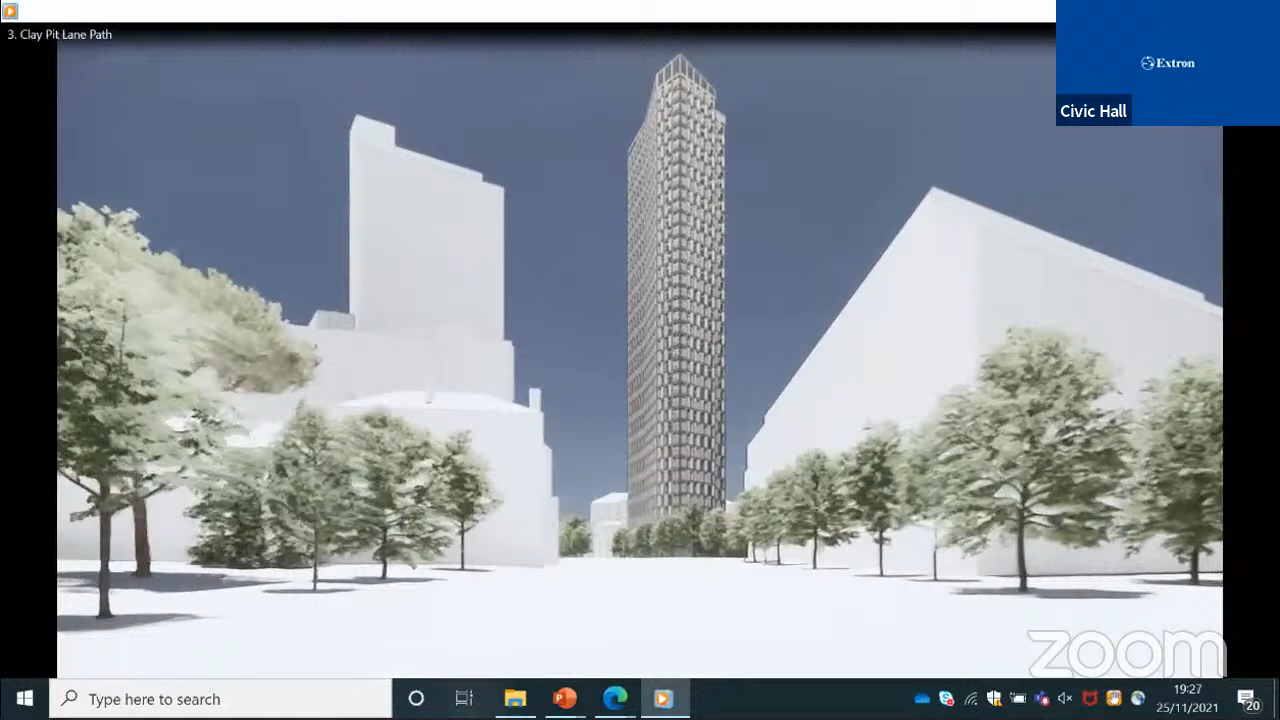 3. Clay Pit Lane Path
Extron
Civic Hall
zoom
Type here to search
19:27
25/11/2021
20